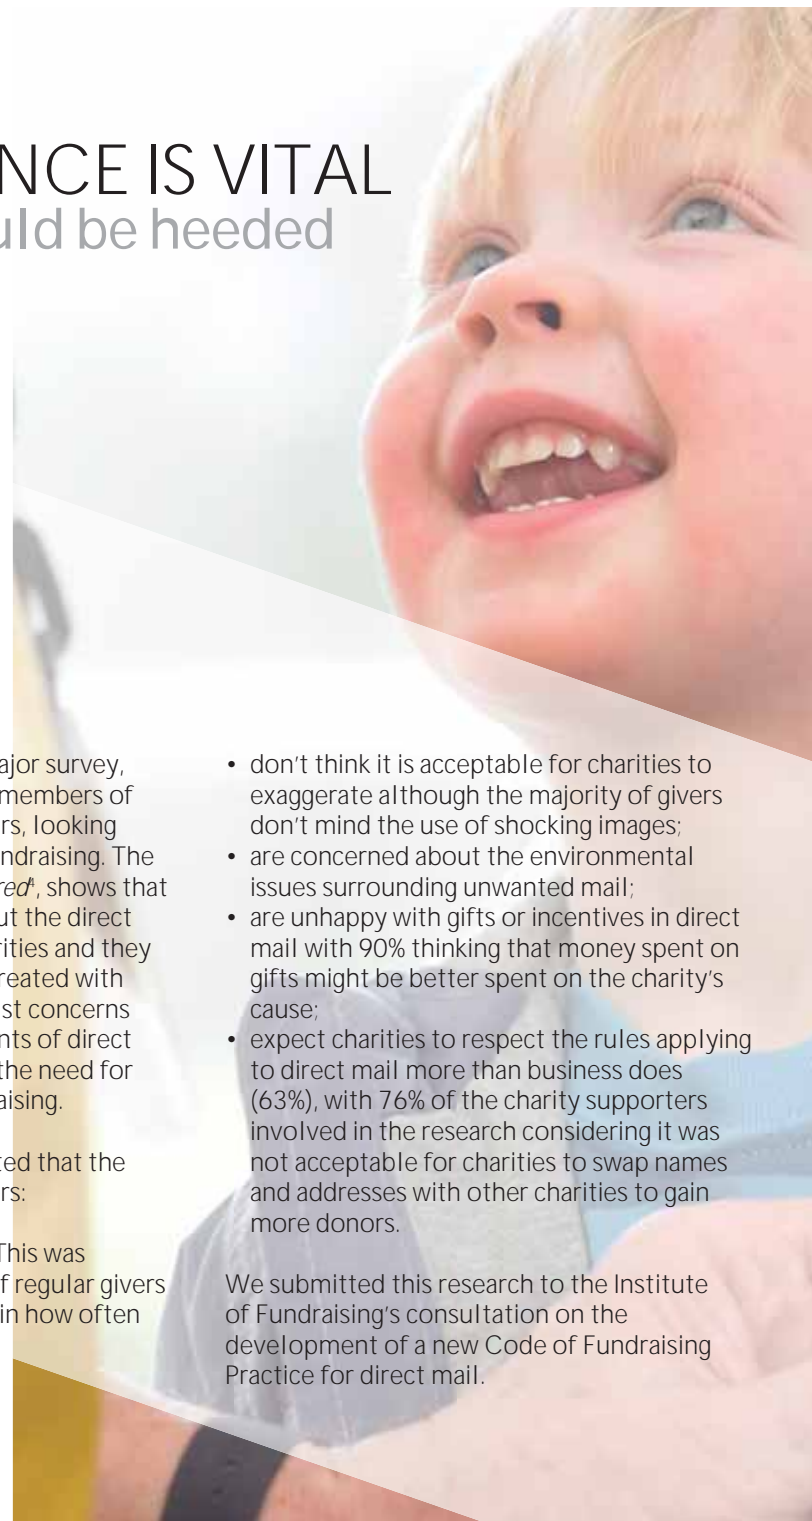 NCE IS VITAL
uld be heeded
ajor survey,
members of
rs, looking
ndraising. The
red⁴, shows that
ut the direct
rities and they
reated with
st concerns
nts of direct
the need for
aising.
ted that the
rs:
This was
f regular givers
in how often
• don't think it is acceptable for charities to
exaggerate although the majority of givers
don't mind the use of shocking images;
• are concerned about the environmental
issues surrounding unwanted mail;
• are unhappy with gifts or incentives in direct
mail with 90% thinking that money spent on
gifts might be better spent on the charity's
cause;
• expect charities to respect the rules applying
to direct mail more than business does
(63%), with 76% of the charity supporters
involved in the research considering it was
not acceptable for charities to swap names
and addresses with other charities to gain
more donors.
We submitted this research to the Institute
of Fundraising's consultation on the
development of a new Code of Fundraising
Practice for direct mail.